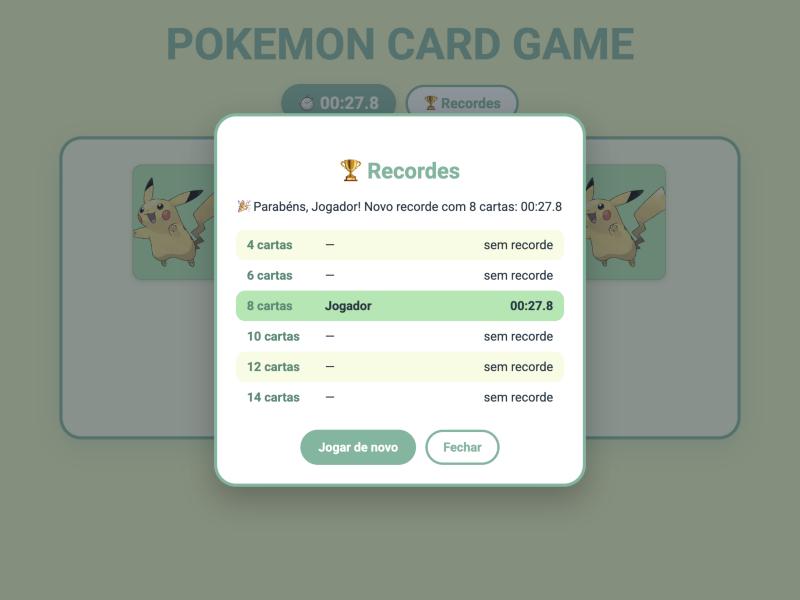 POKEMON CARD GAME
⏱ 00:27.8 🏆 Recordes
🏆 Recordes
🎉 Parabéns, Jogador! Novo recorde com 8 cartas: 00:27.8
4 cartas — sem recorde
6 cartas — sem recorde
8 cartas Jogador 00:27.8
10 cartas — sem recorde
12 cartas — sem recorde
14 cartas — sem recorde
Jogar de novo Fechar